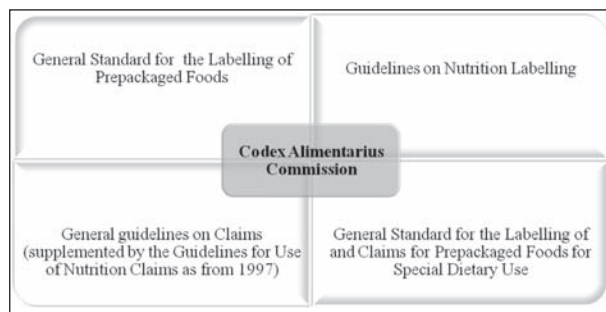 General Standard for the Labelling of
Prepackaged Foods
Guidelines on Nutrition Labelling
Codex Alimentarius
Commission
General guidelines on Claims
(supplemented by the Guidelines for Use
of Nutrition Claims as from 1997)
General Standard for the Labelling of
and Claims for Prepackaged Foods for
Special Dietary Use